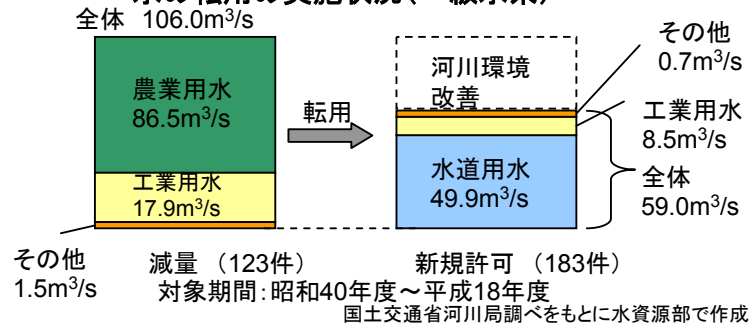 全体 106.0m³/s
農業用水
86.5m³/s
工業用水
17.9m³/s
その他
1.5m³/s
転用
河川環境
改善
水道用水
49.9m³/s
その他
0.7m³/s
工業用水
8.5m³/s
全体
59.0m³/s
減量 （123件）
新規許可 （183件）
対象期間：昭和40年度～平成18年度
国土交通省河川局調べをもとに水資源部で作成